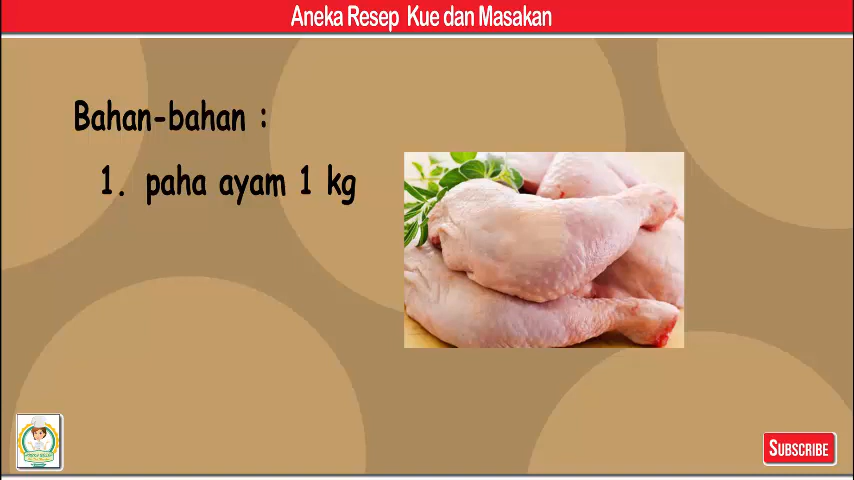 Aneka Resep Kue dan Masakan
Bahan-bahan :
1. paha ayam 1 kg
SUBSCRIBE